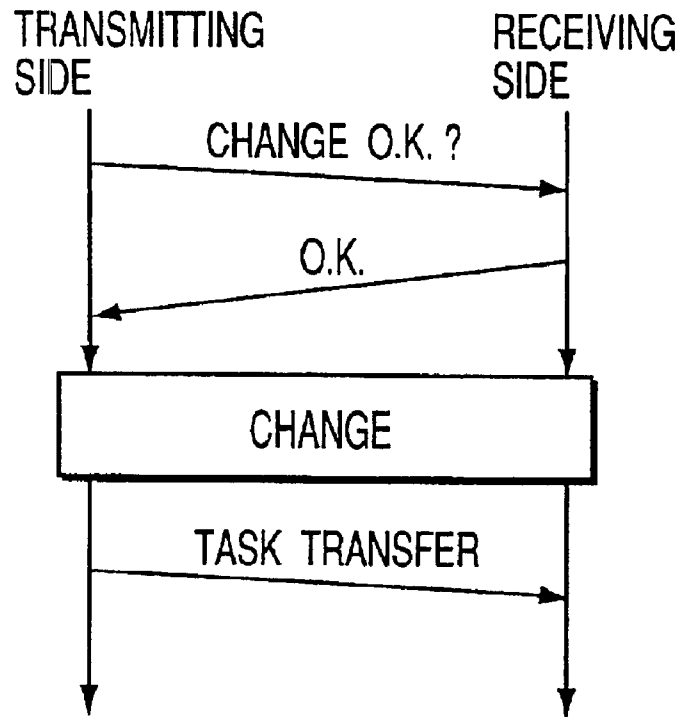 TRANSMITTING
SIDE
RECEIVING
SIDE
CHANGE O.K. ?
O.K.
CHANGE
TASK TRANSFER